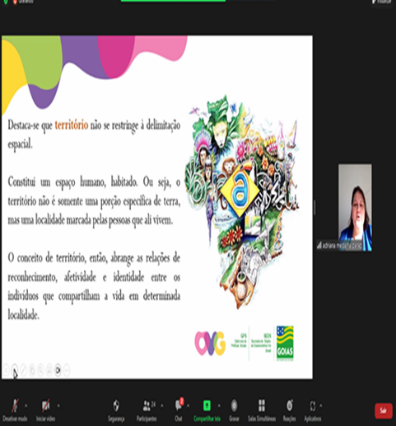 Destaca-se que território não se restringe à delimitação
espacial.
Constitui um espaço humano, habitado. Ou seja, o
território não é somente uma porção específica de terra,
mas uma localidade marcada pelas pessoas que ali vivem.
O conceito de território, então, abrange as relações de
reconhecimento, afetividade e identidade entre os
indivíduos que compartilham a vida em determinada
localidade.
OVG
GOIÁS
adriana
Desativar mudo Iniciar vídeo Segurança Participantes 24 Chat Compartilhar tela Gravar Salas Simultâneas Reações Aplicativos Sair